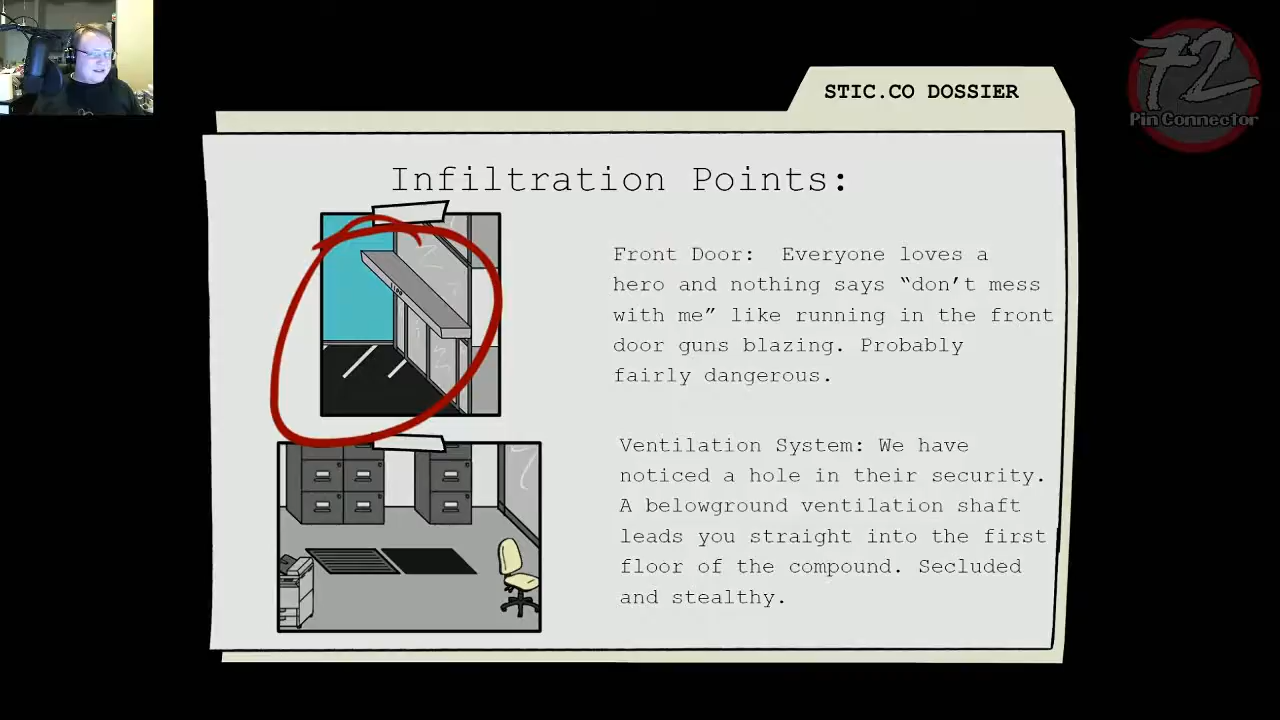 72
Pin Connector
STIC.CO DOSSIER
Infiltration Points:
Front Door:  Everyone loves a
hero and nothing says “don’t mess
with me” like running in the front
door guns blazing. Probably
fairly dangerous.
Ventilation System: We have
noticed a hole in their security.
A belowground ventilation shaft
leads you straight into the first
floor of the compound. Secluded
and stealthy.